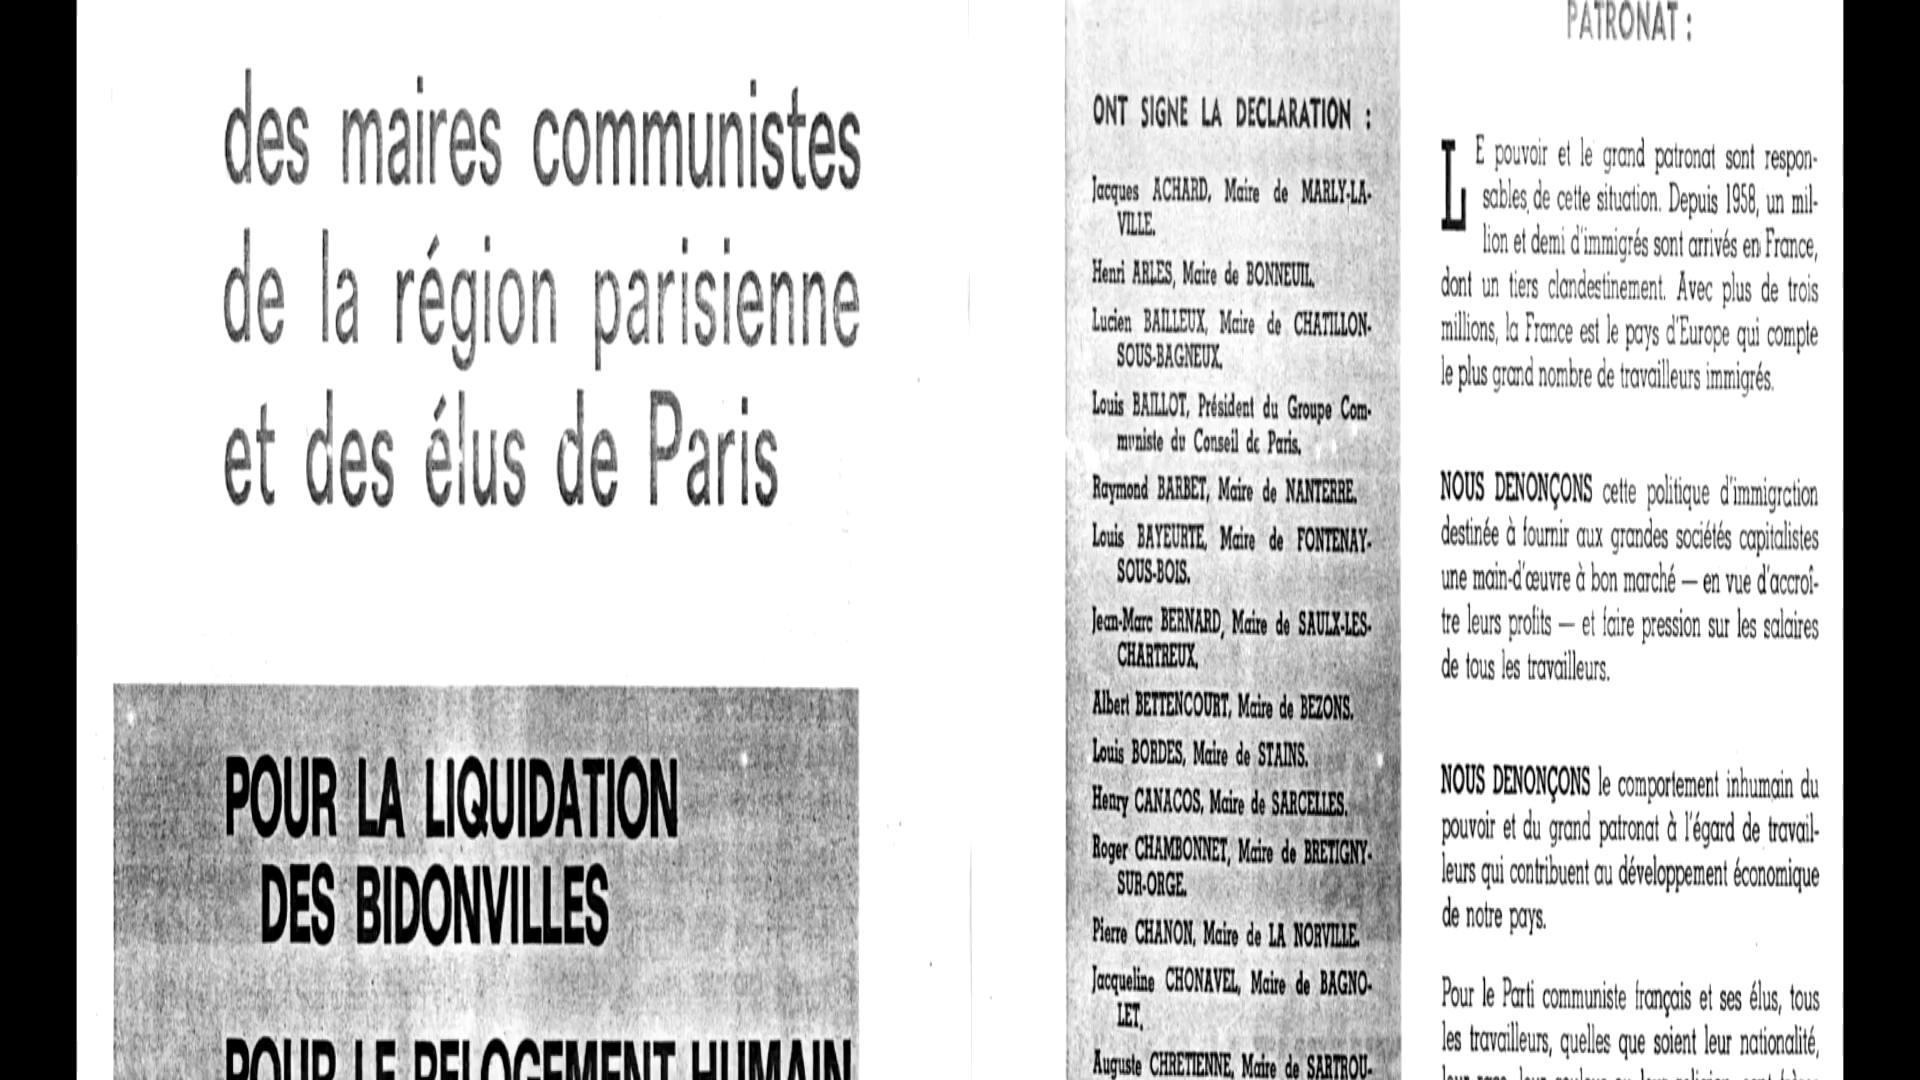 des maires communistes
de la région parisienne
et des élus de Paris
POUR LA LIQUIDATION
DES BIDONVILLES
POUR LE RELOGEMENT HUMAIN
ONT SIGNE LA DECLARATION :
Jacques ACHARD, Maire de MARLY-LA-
VILLE.
Henri ARLES, Maire de BONNEUIL.
Lucien BAILLEUX, Maire de CHATILLON-
SOUS-BAGNEUX.
Louis BAILLOT, Président du Groupe Com-
muniste du Conseil de Paris.
Raymond BARBET, Maire de NANTERRE.
Louis BAYEURTE, Maire de FONTENAY-
SOUS-BOIS.
Jean-Marc BERNARD, Maire de SAULX-LES-
CHARTREUX.
Albert BETTENCOURT, Maire de BEZONS.
Louis BORDES, Maire de STAINS.
Henry CANACOS, Maire de SARCELLES.
Roger CHAMBONNET, Maire de BRETIGNY-
SUR-ORGE.
Pierre CHANON, Maire de LA NORVILLE.
Jacqueline CHONAVEL, Maire de BAGNO-
LET.
Auguste CHRETIENNE, Maire de SARTROU-
PATRONAT :
LE pouvoir et le grand patronat sont respon-
sables de cette situation. Depuis 1958, un mil-
lion et demi d'immigrés sont arrivés en France,
dont un tiers clandestinement. Avec plus de trois
millions, la France est le pays d'Europe qui compte
le plus grand nombre de travailleurs immigrés.
NOUS DENONÇONS cette politique d'immigration
destinée à fournir aux grandes sociétés capitalistes
une main-d'œuvre à bon marché — en vue d'accroî-
tre leurs profits — et faire pression sur les salaires
de tous les travailleurs.
NOUS DENONÇONS le comportement inhumain du
pouvoir et du grand patronat à l'égard de travail-
leurs qui contribuent au développement économique
de notre pays.
Pour le Parti communiste français et ses élus, tous
les travailleurs, quelles que soient leur nationalité,